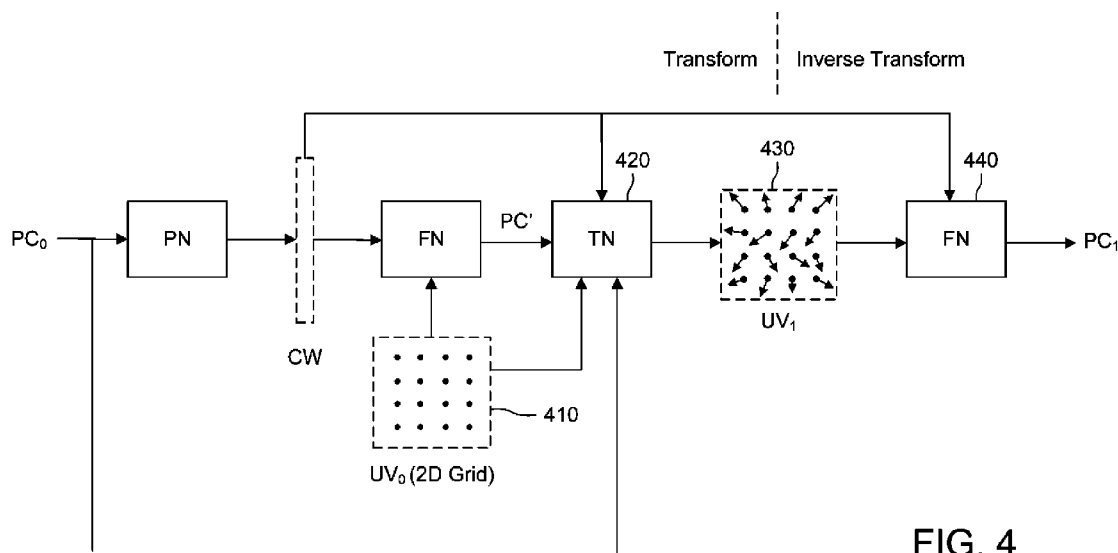 Transform
Inverse Transform
420
430
440
PC₀
PN
FN
PC'
TN
FN
PC₁
CW
UV₁
410
UV₀ (2D Grid)
FIG. 4